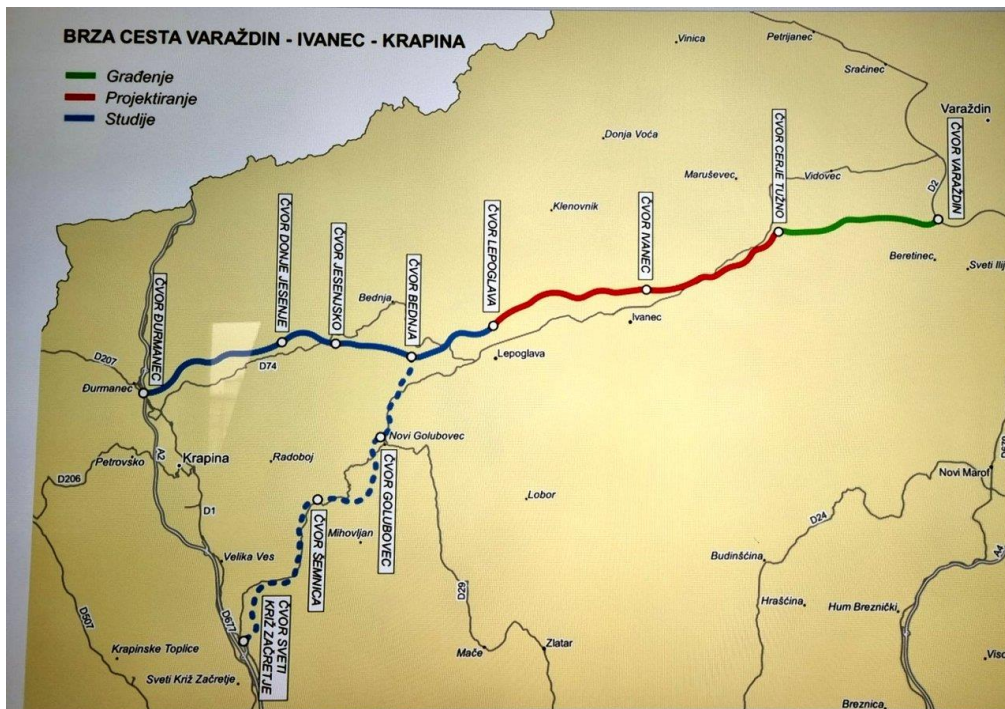 BRZA CESTA VARAŽDIN - IVANEC - KRAPINA
Građenje
Projektiranje
Studije
Vinica
Petrijanec
Sračinec
Varaždin
Donja Voća
Maruševec
Vidovec
ČVOR CERJE TUŽNO
ČVOR VARAŽDIN
D2
Klenovnik
ČVOR IVANEC
ČVOR LEPOGLAVA
Beretinec
Sveti Ilij
ČVOR DONJE JESENJE
ČVOR JESENJSKO
ČVOR BEDNJA
Bednja
Ivanec
Lepoglava
ČVOR ĐURMANEC
D207
D74
Đurmanec
Novi Golubovec
ČVOR GOLUBOVEC
Petrovsko
A2
Krapina
Radoboj
D206
D1
Lobor
Novi Marof
D24
ČVOR ŠEMNICA
Mihovljan
Velika Ves
Budinšćina
A4
D29
Hrašćina
Hum Breznički
D507
D677
ČVOR SVETI
KRIŽ ZAČRETJE
Krapinske Toplice
Sveti Križ Začretje
Mače
Zlatar
Breznica